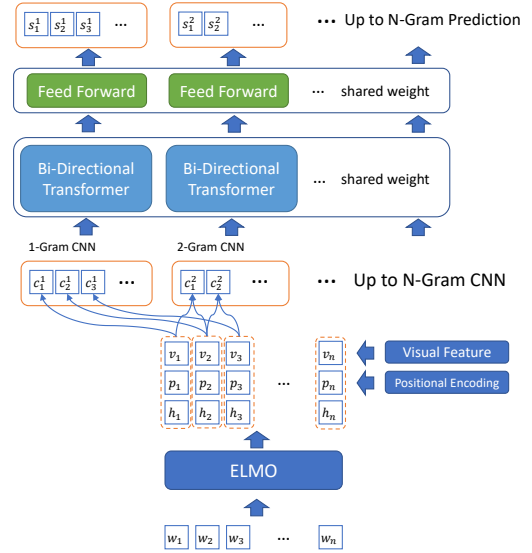 s₁¹ s₂¹ s₃¹ ... s₁² s₂² ... ... Up to N-Gram Prediction
Feed Forward Feed Forward ... shared weight
Bi-Directional Transformer Bi-Directional Transformer ... shared weight
1-Gram CNN 2-Gram CNN
c₁¹ c₂¹ c₃¹ ... c₁² c₂² ... ... Up to N-Gram CNN
v₁ v₂ v₃ vₙ Visual Feature
p₁ p₂ p₃ ... pₙ Positional Encoding
h₁ h₂ h₃ hₙ
ELMO
w₁ w₂ w₃ ... wₙ